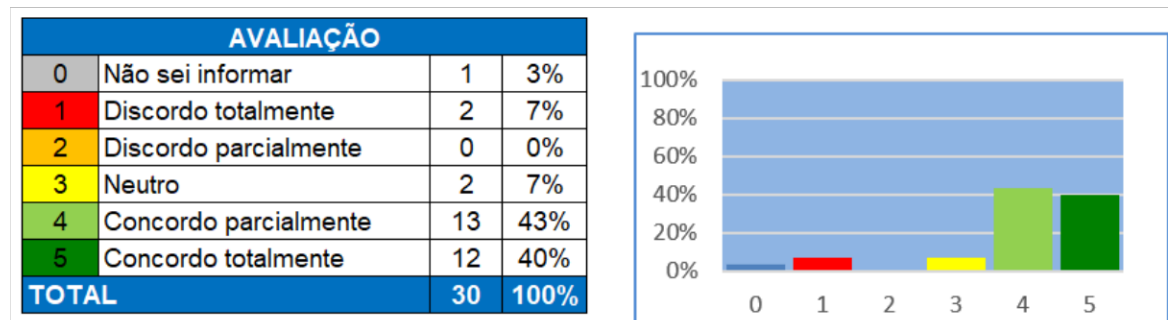 AVALIAÇÃO
0 Não sei informar 1 3%
1 Discordo totalmente 2 7%
2 Discordo parcialmente 0 0%
3 Neutro 2 7%
4 Concordo parcialmente 13 43%
5 Concordo totalmente 12 40%
TOTAL 30 100%
100%
80%
60%
40%
20%
0%
0 1 2 3 4 5